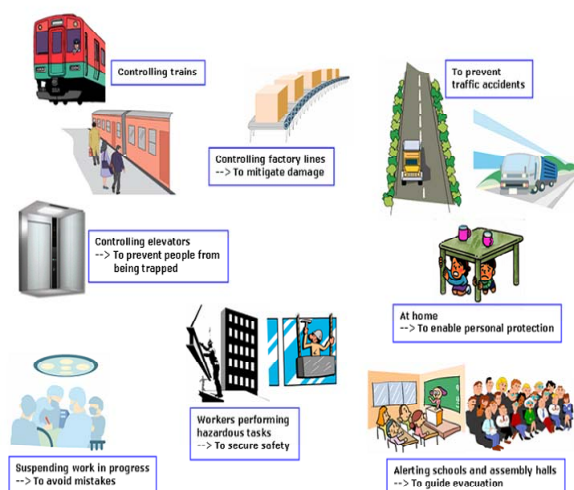 Controlling trains
To prevent
traffic accidents
Controlling factory lines
--> To mitigate damage
Controlling elevators
--> To prevent people from
being trapped
At home
--> To enable personal protection
Workers performing
hazardous tasks
--> To secure safety
Suspending work in progress
--> To avoid mistakes
Alerting schools and assembly halls
--> To guide evacuation